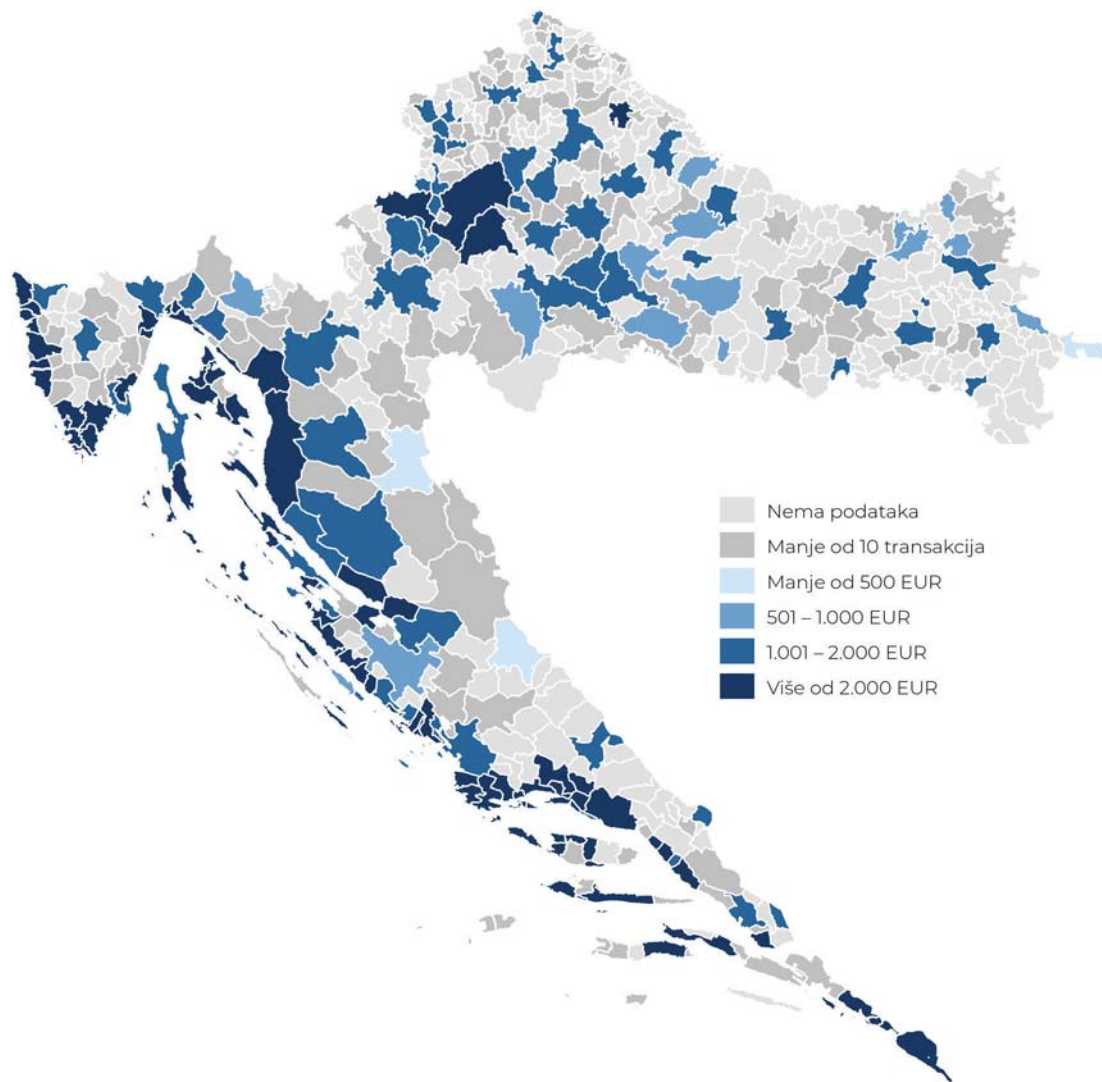 Nema podataka
Manje od 10 transakcija
Manje od 500 EUR
501 – 1.000 EUR
1.001 – 2.000 EUR
Više od 2.000 EUR